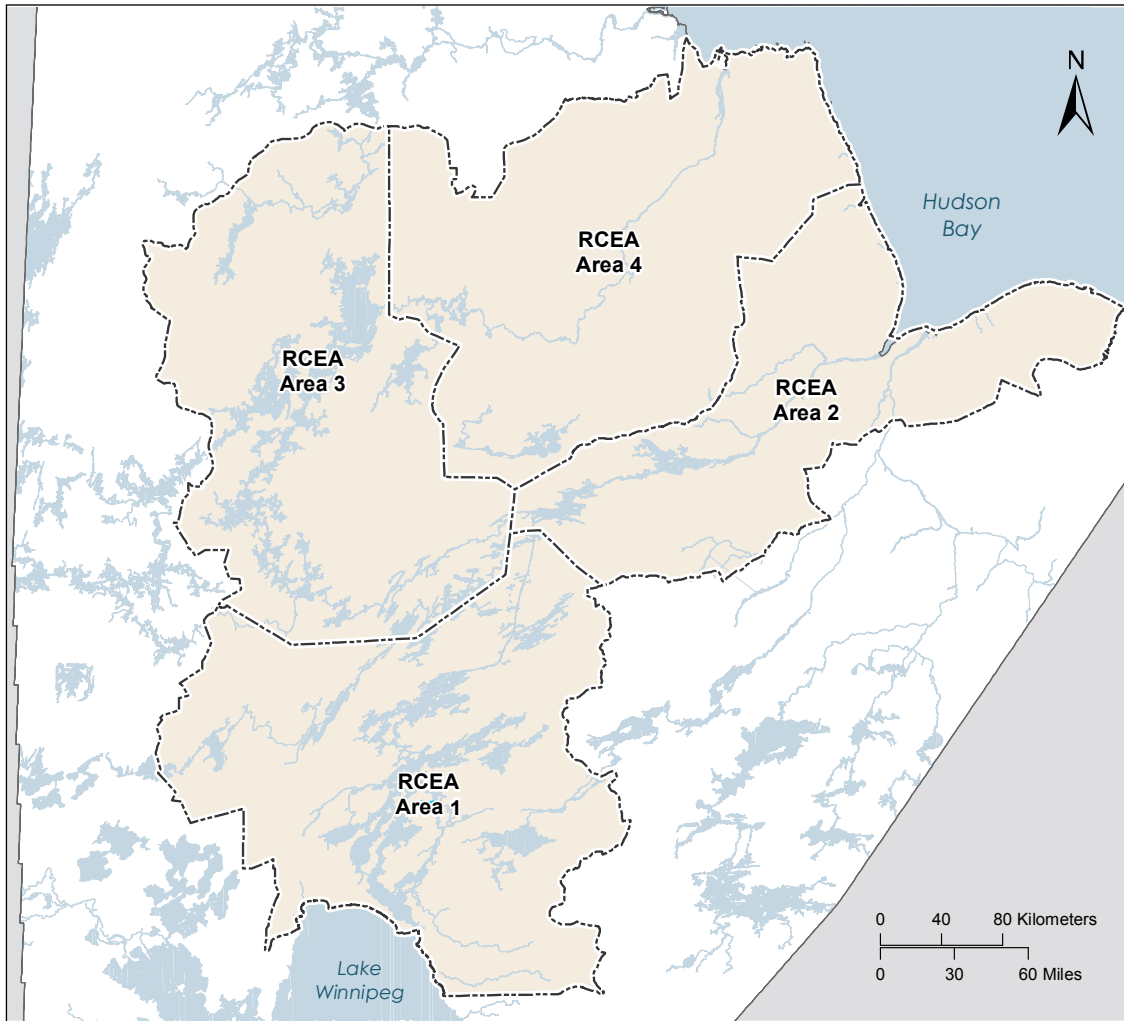 N
Hudson
Bay
RCEA
Area 4
RCEA
Area 3
RCEA
Area 2
RCEA
Area 1
0 40 80 Kilometers
0 30 60 Miles
Lake
Winnipeg